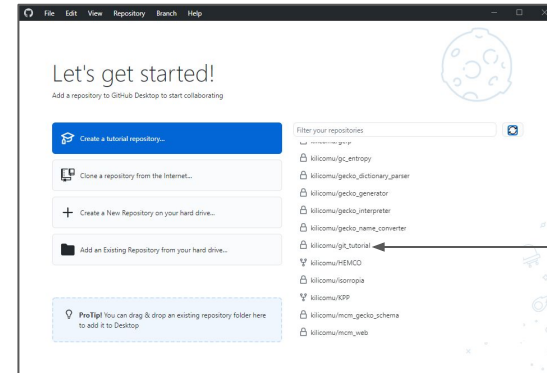 File Edit View Repository Branch Help
Let's get started!
Add a repository to GitHub Desktop to start collaborating
Create a tutorial repository...
Clone a repository from the Internet...
Create a New Repository on your hard drive...
Add an Existing Repository from your hard drive...
ProTip! You can drag & drop an existing repository folder here
to add it to Desktop
Filter your repositories
kilicomu/gc_entropy
kilicomu/gecko_dictionary_parser
kilicomu/gecko_generator
kilicomu/gecko_interpreter
kilicomu/gecko_name_converter
kilicomu/git_tutorial
kilicomu/HEMCO
kilicomu/isorropia
kilicomu/KPP
kilicomu/mcm_gecko_schema
kilicomu/mcm_web